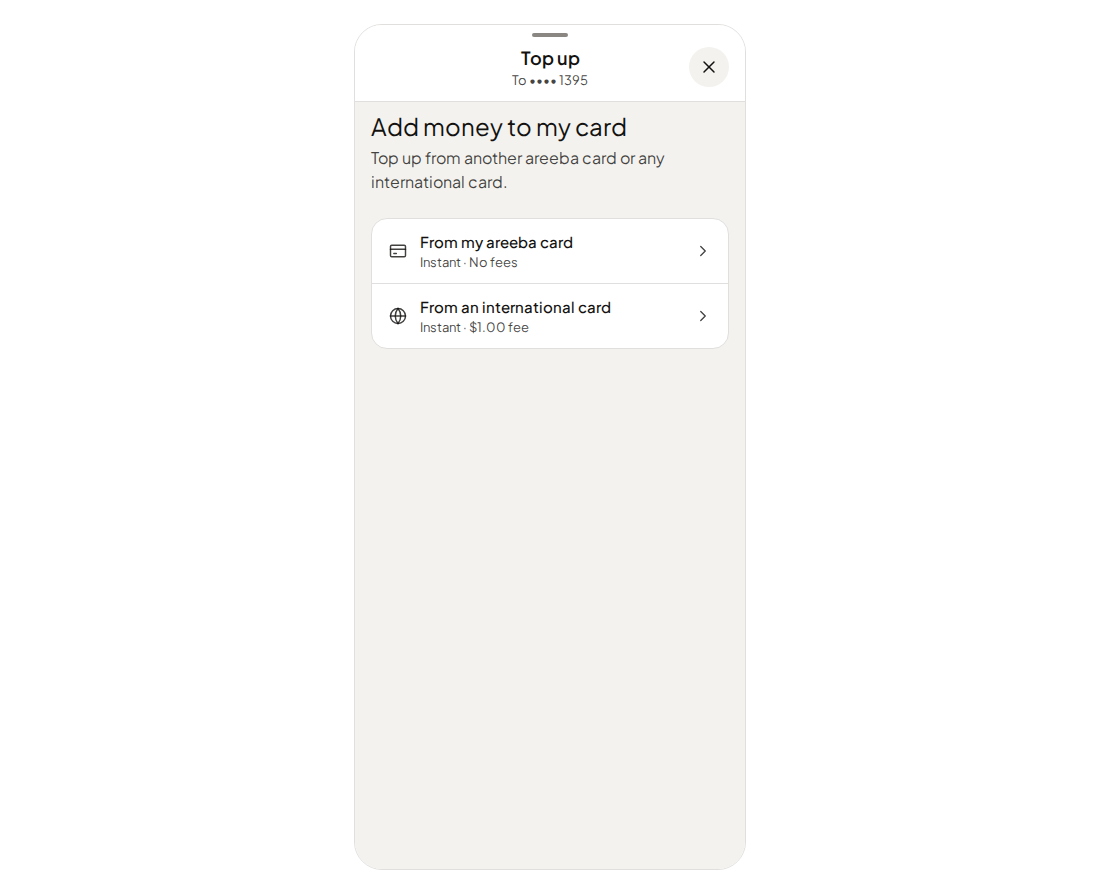 Top up
To •••• 1395
Add money to my card
Top up from another areeba card or any
international card.
From my areeba card
Instant · No fees
From an international card
Instant · $1.00 fee